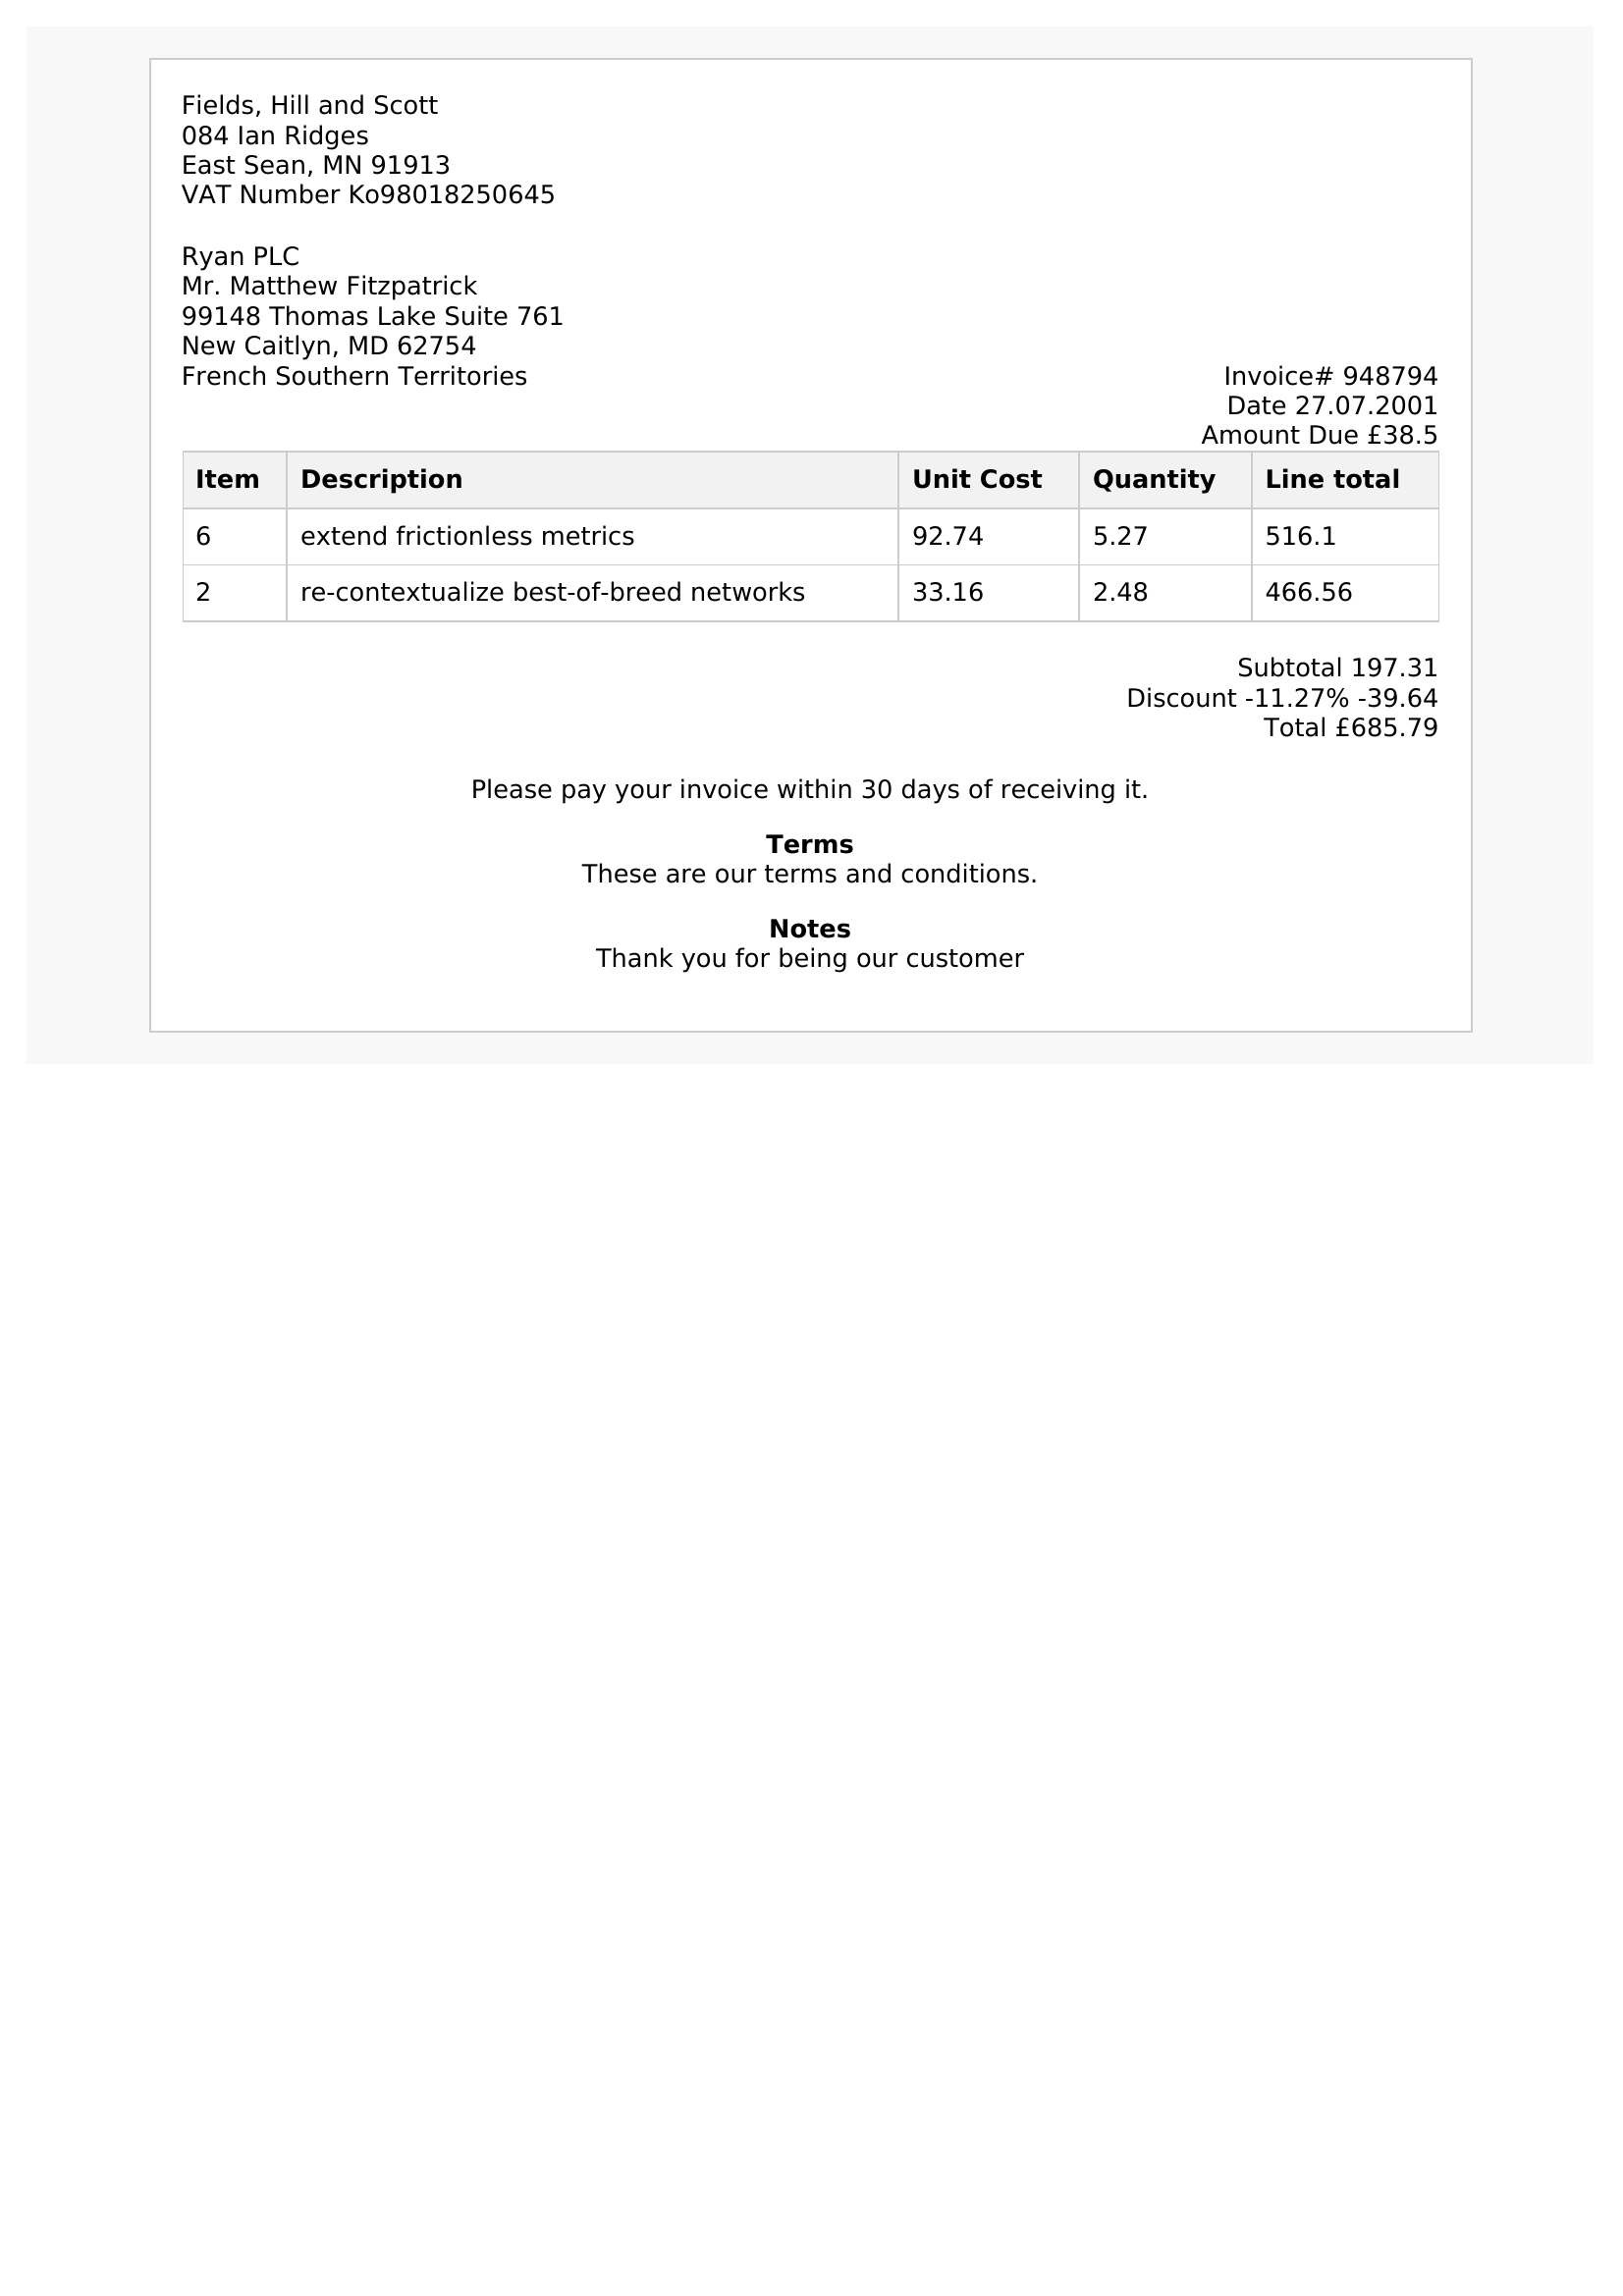 Fields, Hill and Scott
084 Ian Ridges
East Sean, MN 91913
VAT Number Ko98018250645
Ryan PLC
Mr. Matthew Fitzpatrick
99148 Thomas Lake Suite 761
New Caitlyn, MD 62754
French Southern Territories
Invoice# 948794
Date 27.07.2001
Amount Due £38.5
Item Description Unit Cost Quantity Line total
6 extend frictionless metrics 92.74 5.27 516.1
2 re-contextualize best-of-breed networks 33.16 2.48 466.56
Subtotal 197.31
Discount -11.27% -39.64
Total £685.79
Please pay your invoice within 30 days of receiving it.
Terms
These are our terms and conditions.
Notes
Thank you for being our customer